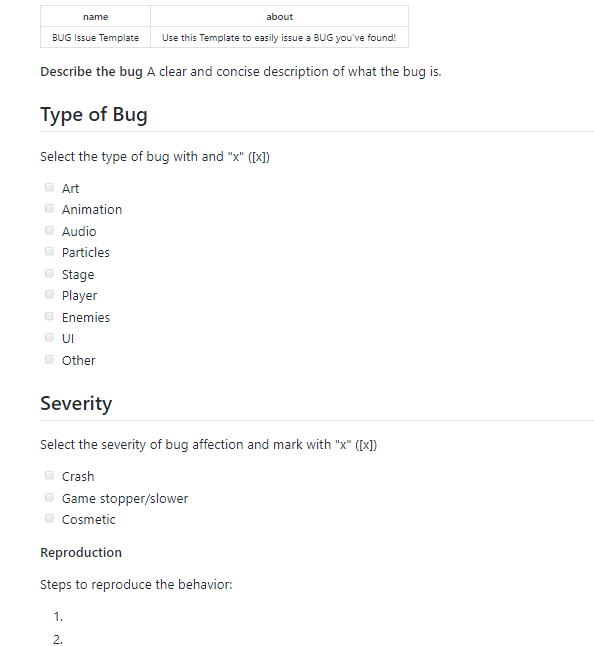 name about
BUG Issue Template Use this Template to easily issue a BUG you've found!
Describe the bug A clear and concise description of what the bug is.
Type of Bug
Select the type of bug with and "x" ([x])
Art
Animation
Audio
Particles
Stage
Player
Enemies
UI
Other
Severity
Select the severity of bug affection and mark with "x" ([x])
Crash
Game stopper/slower
Cosmetic
Reproduction
Steps to reproduce the behavior:
1.
2.